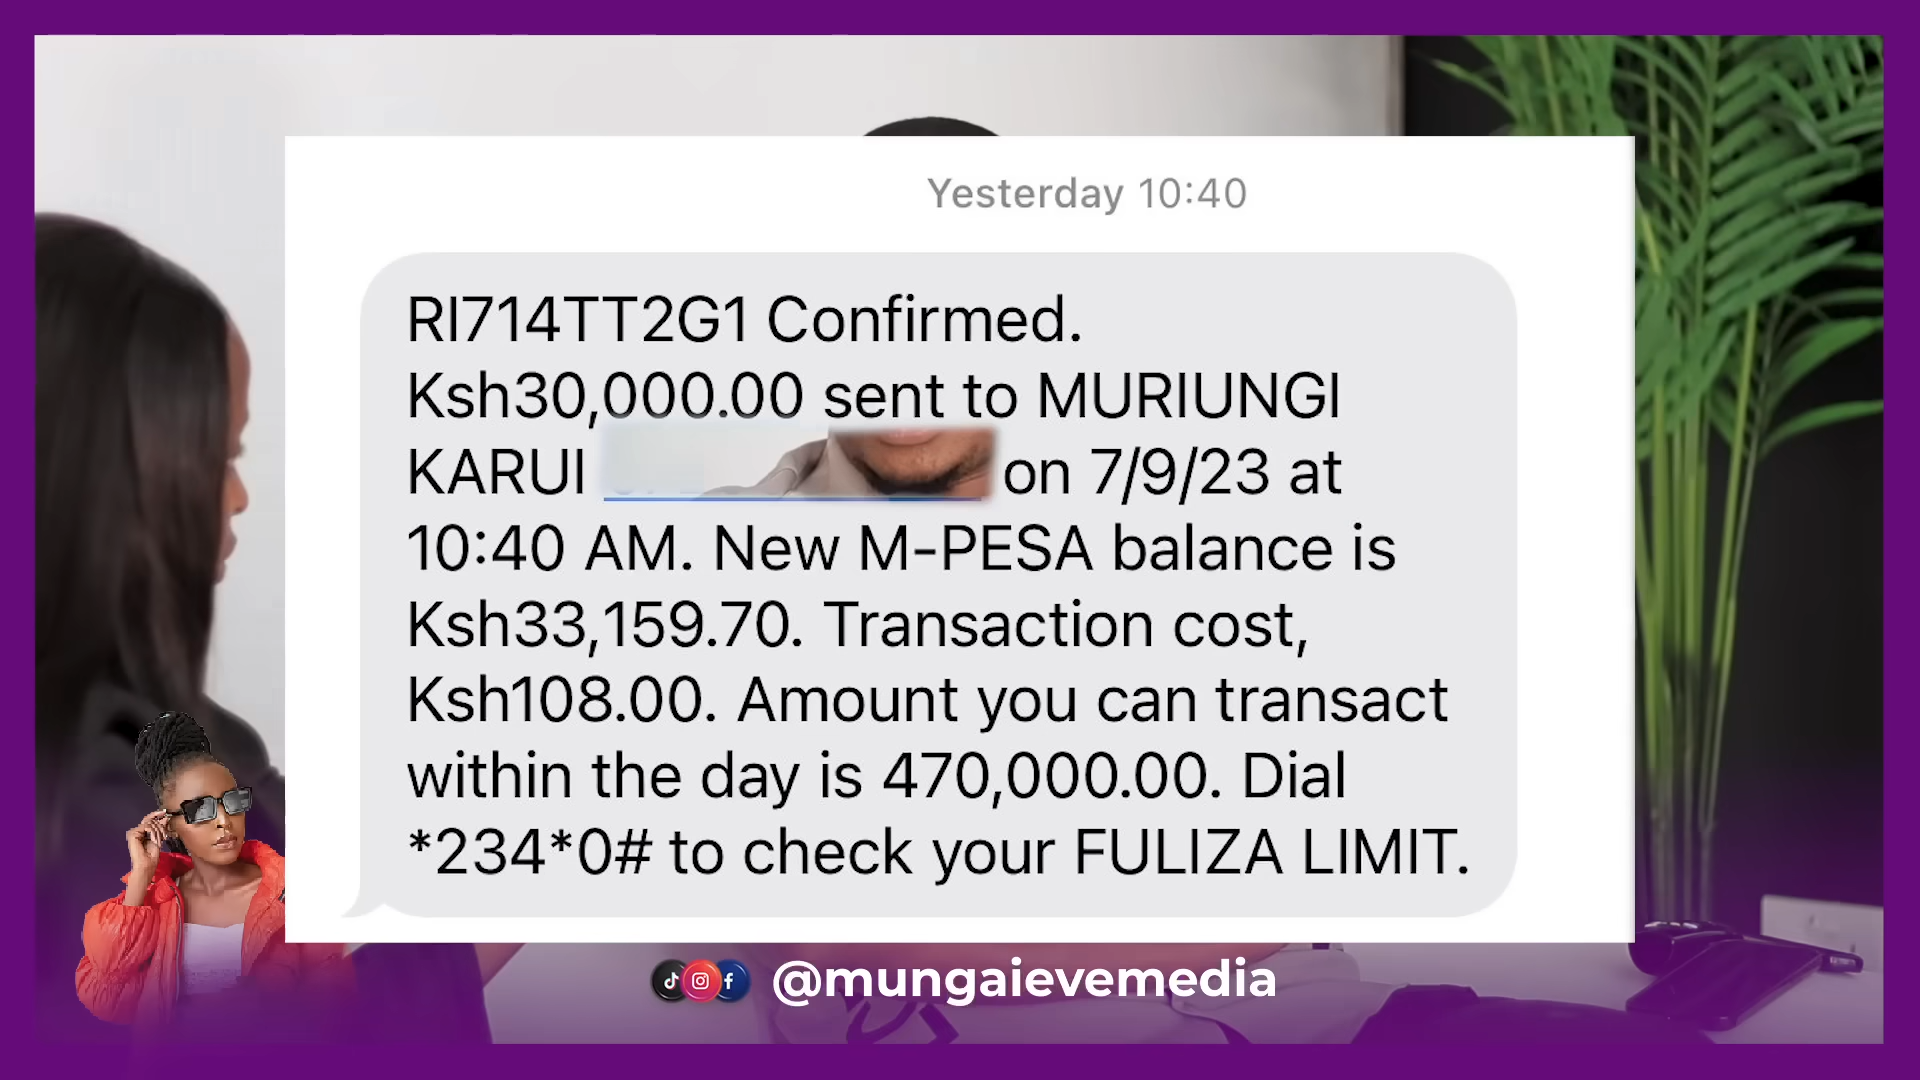 Yesterday 10:40
RI714TT2G1 Confirmed.
Ksh30,000.00 sent to MURIUNGI
KARUI on 7/9/23 at
10:40 AM. New M-PESA balance is
Ksh33,159.70. Transaction cost,
Ksh108.00. Amount you can transact
within the day is 470,000.00. Dial
*234*0# to check your FULIZA LIMIT.
@mungaievemedia